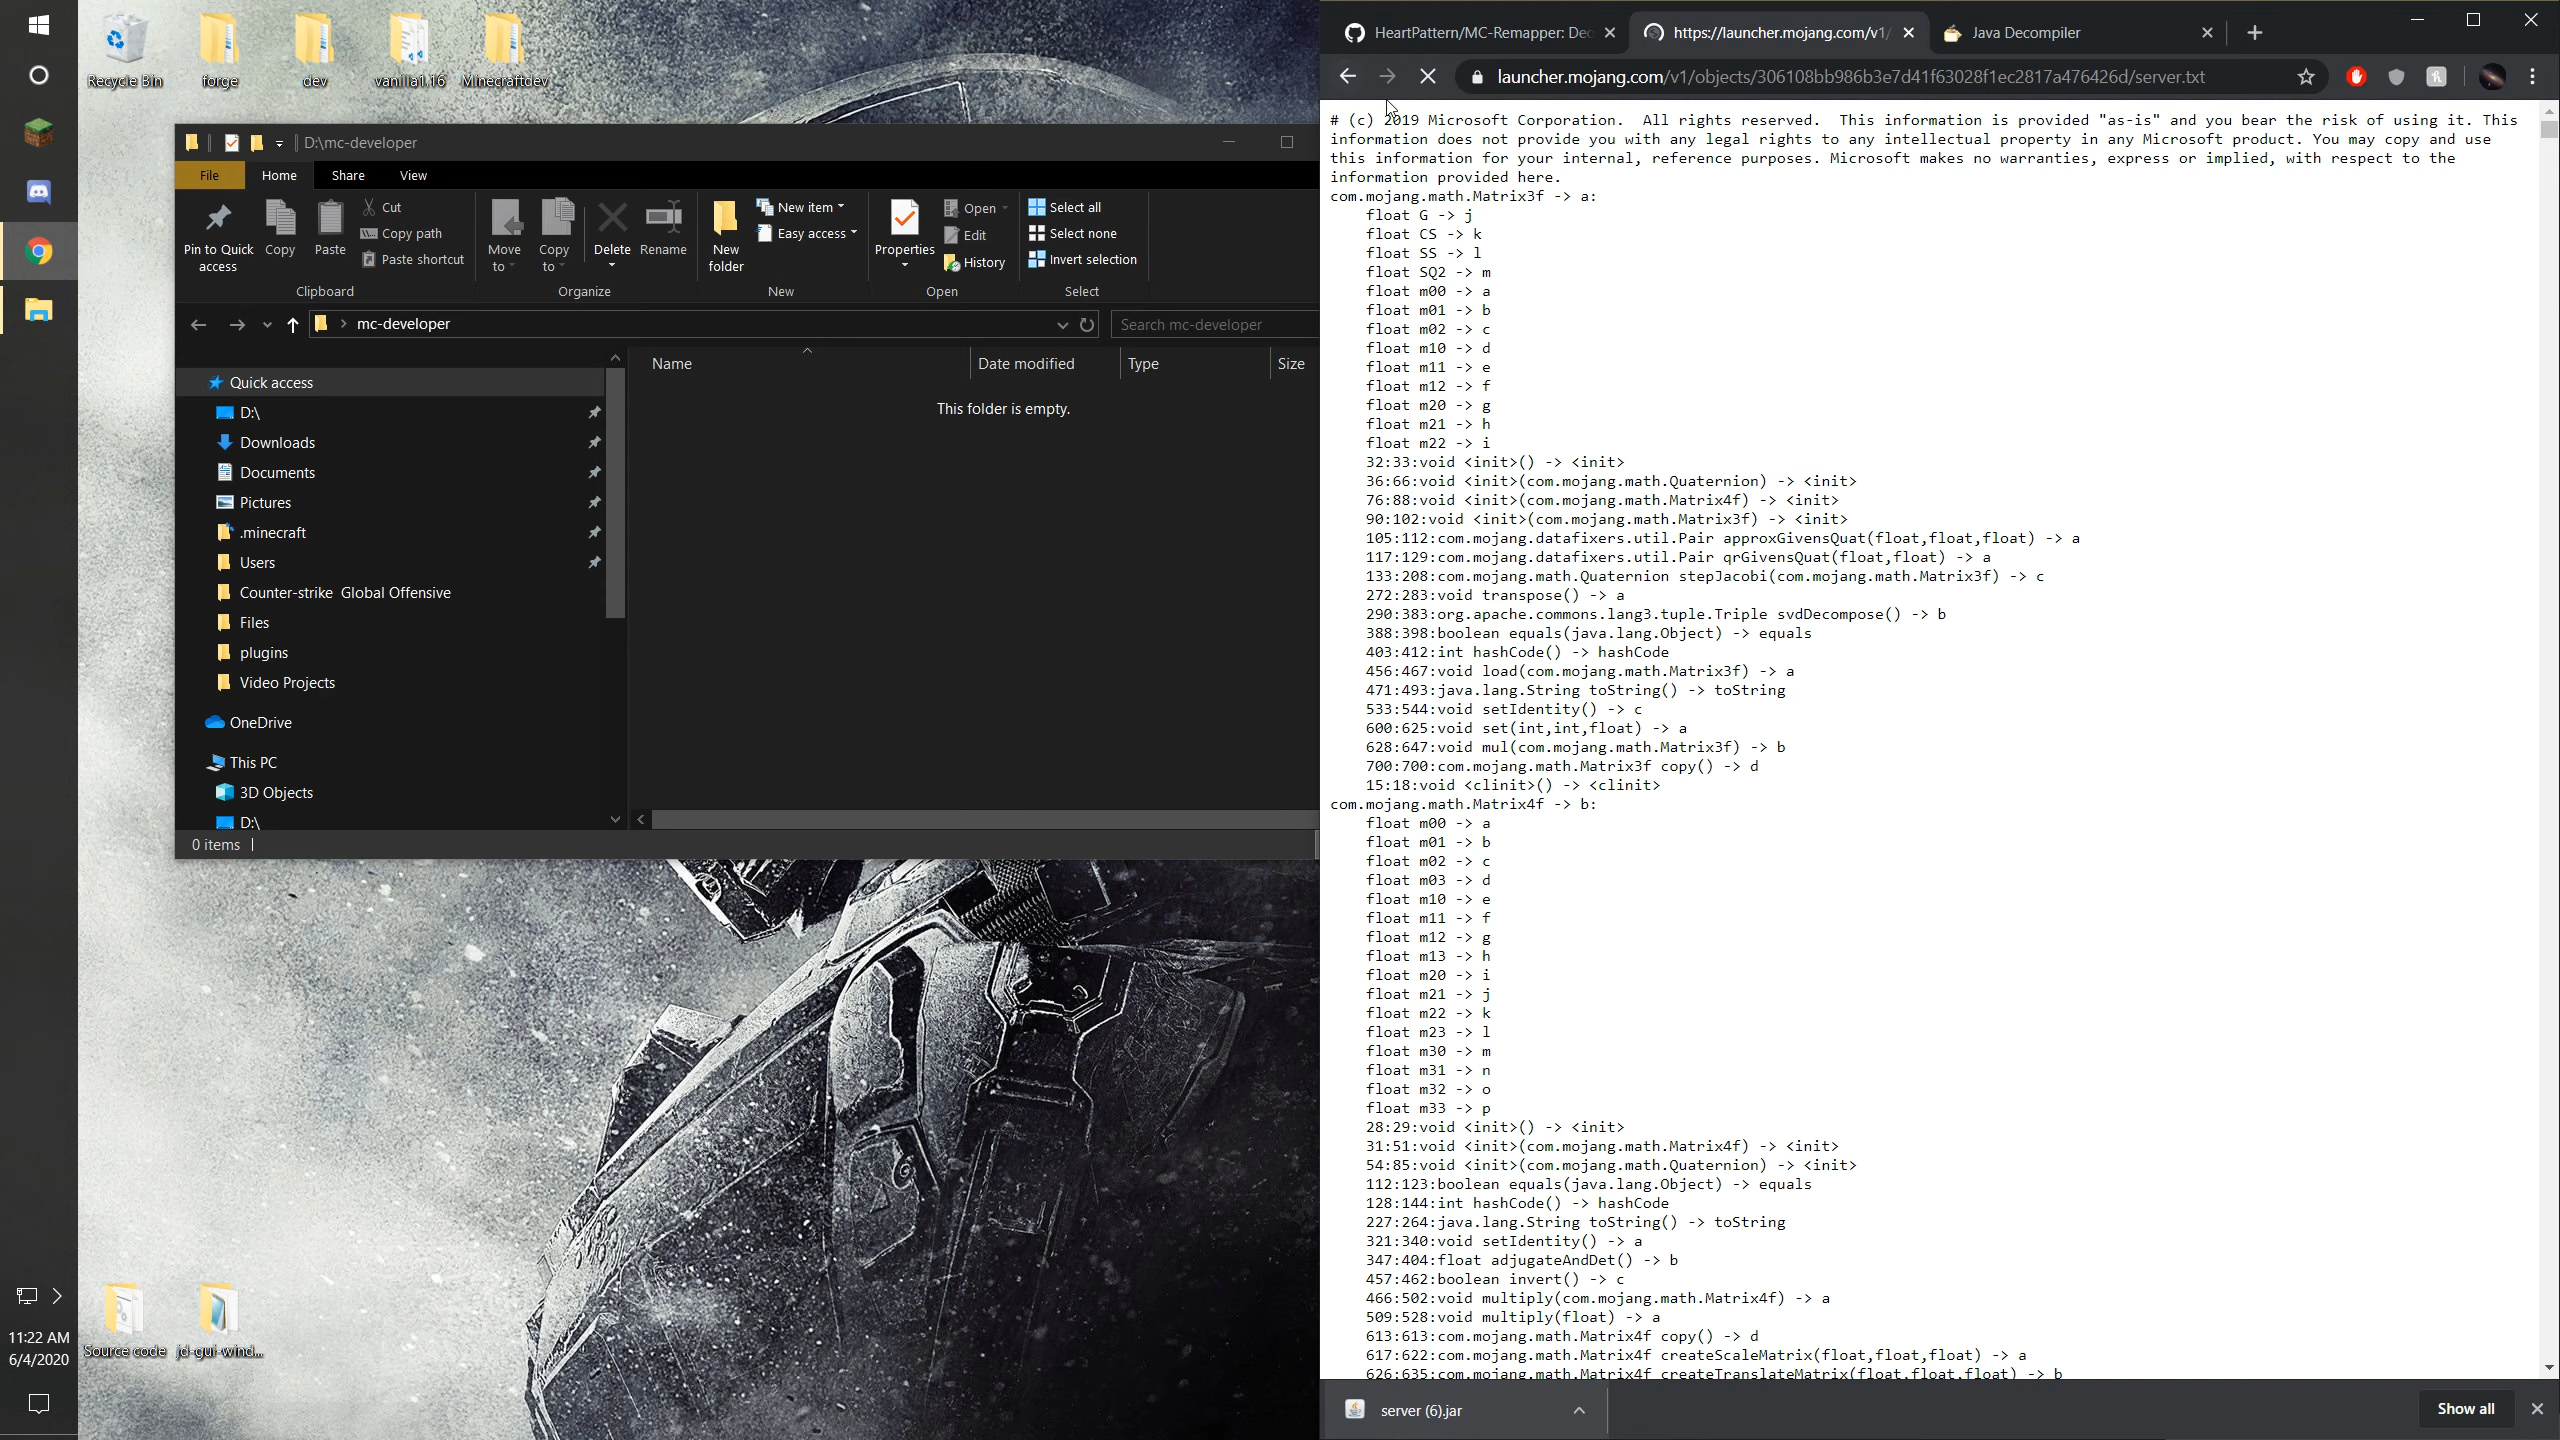 Recycle Bin
forge
dev
vanilla1.16
Minecraftdev
D:\mc-developer
File
Home
Share
View
Pin to Quick access
Copy
Paste
Cut
Copy path
Paste shortcut
Clipboard
Move to
Copy to
Delete
Rename
Organize
New folder
New item
Easy access
New
Properties
Open
Edit
History
Open
Select all
Select none
Invert selection
Select
mc-developer
Search mc-developer
Name
Date modified
Type
Size
This folder is empty.
Quick access
D:\
Downloads
Documents
Pictures
.minecraft
Users
Counter-strike Global Offensive
Files
plugins
Video Projects
OneDrive
This PC
3D Objects
D:\
0 items
Source code
jd-gui-wind...
11:22 AM
6/4/2020
HeartPattern/MC-Remapper: Dec
https://launcher.mojang.com/v1/
Java Decompiler
launcher.mojang.com/v1/objects/306108bb986b3e7d41f63028f1ec2817a476426d/server.txt
# (c) 2019 Microsoft Corporation.  All rights reserved.  This information is provided "as-is" and you bear the risk of using it. This
information does not provide you with any legal rights to any intellectual property in any Microsoft product. You may copy and use
this information for your internal, reference purposes. Microsoft makes no warranties, express or implied, with respect to the
information provided here.
com.mojang.math.Matrix3f -> a:
float G -> j
float CS -> k
float SS -> l
float SQ2 -> m
float m00 -> a
float m01 -> b
float m02 -> c
float m10 -> d
float m11 -> e
float m12 -> f
float m20 -> g
float m21 -> h
float m22 -> i
32:33:void <init>() -> <init>
36:66:void <init>(com.mojang.math.Quaternion) -> <init>
76:88:void <init>(com.mojang.math.Matrix4f) -> <init>
90:102:void <init>(com.mojang.math.Matrix3f) -> <init>
105:112:com.mojang.datafixers.util.Pair approxGivensQuat(float,float,float) -> a
117:129:com.mojang.datafixers.util.Pair qrGivensQuat(float,float) -> a
133:208:com.mojang.math.Quaternion stepJacobi(com.mojang.math.Matrix3f) -> c
272:283:void transpose() -> a
290:383:org.apache.commons.lang3.tuple.Triple svdDecompose() -> b
388:398:boolean equals(java.lang.Object) -> equals
403:412:int hashCode() -> hashCode
456:467:void load(com.mojang.math.Matrix3f) -> a
471:493:java.lang.String toString() -> toString
533:544:void setIdentity() -> c
600:625:void set(int,int,float) -> a
628:647:void mul(com.mojang.math.Matrix3f) -> b
700:700:com.mojang.math.Matrix3f copy() -> d
15:18:void <clinit>() -> <clinit>
com.mojang.math.Matrix4f -> b:
float m00 -> a
float m01 -> b
float m02 -> c
float m03 -> d
float m10 -> e
float m11 -> f
float m12 -> g
float m13 -> h
float m20 -> i
float m21 -> j
float m22 -> k
float m23 -> l
float m30 -> m
float m31 -> n
float m32 -> o
float m33 -> p
28:29:void <init>() -> <init>
31:51:void <init>(com.mojang.math.Matrix4f) -> <init>
54:85:void <init>(com.mojang.math.Quaternion) -> <init>
112:123:boolean equals(java.lang.Object) -> equals
128:144:int hashCode() -> hashCode
227:264:java.lang.String toString() -> toString
321:340:void setIdentity() -> a
347:404:float adjugateAndDet() -> b
457:462:boolean invert() -> c
466:502:void multiply(com.mojang.math.Matrix4f) -> a
509:528:void multiply(float) -> a
613:613:com.mojang.math.Matrix4f copy() -> d
617:622:com.mojang.math.Matrix4f createScaleMatrix(float,float,float) -> a
626:635:com.mojang.math.Matrix4f createTranslateMatrix(float,float,float) -> b
server (6).jar
Show all